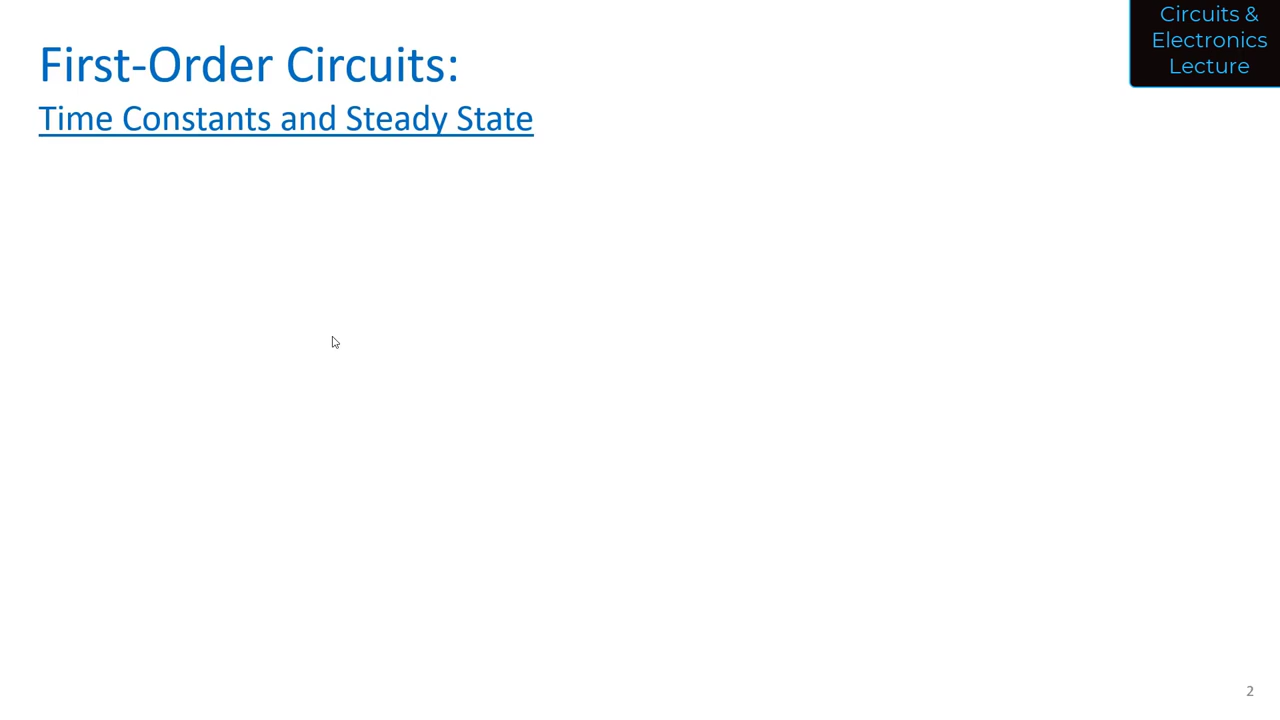 First-Order Circuits:
Time Constants and Steady State
Circuits &
Electronics
Lecture
2